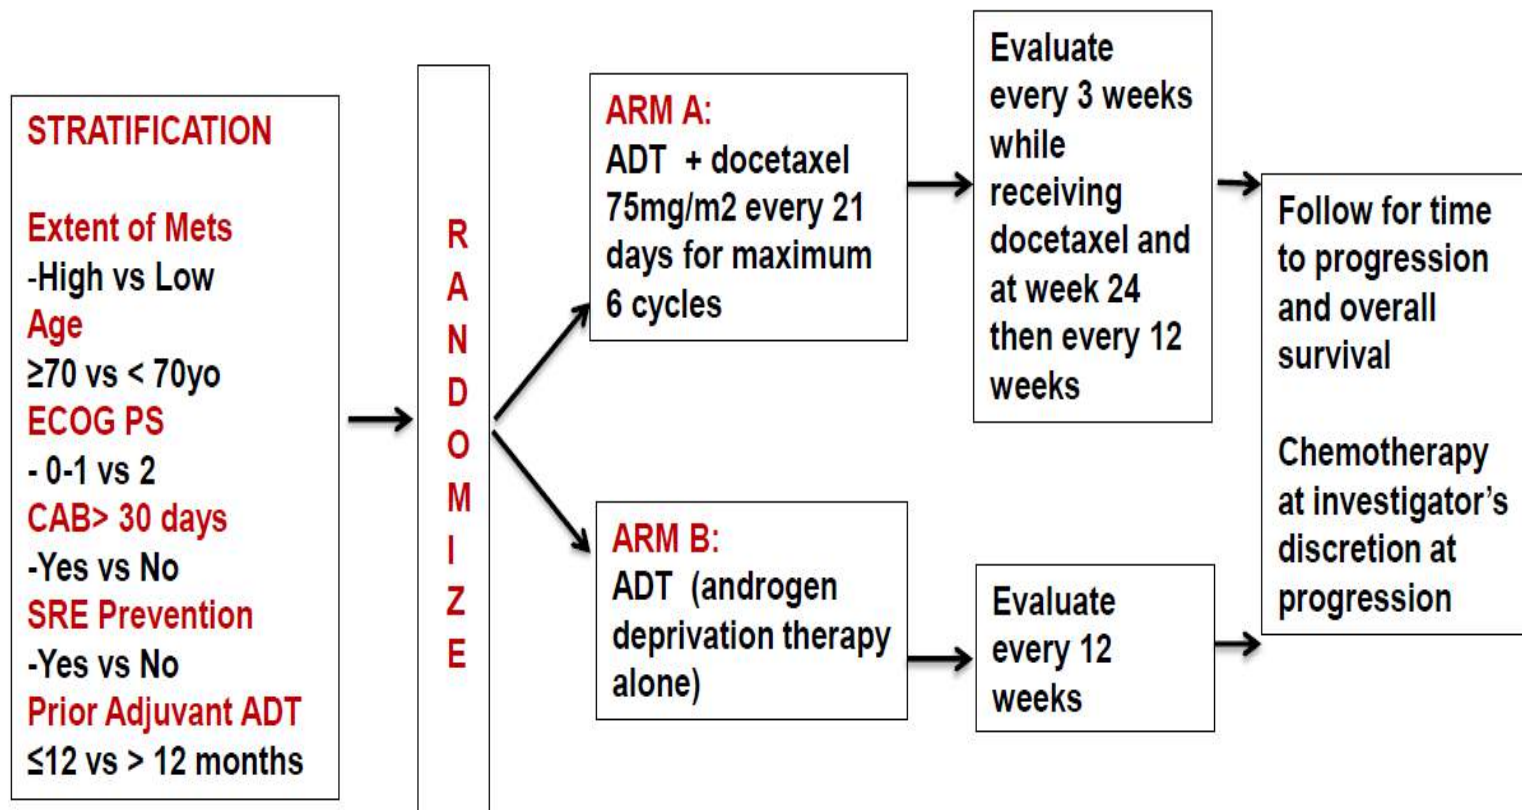 STRATIFICATION
Extent of Mets
-High vs Low
Age
≥70 vs < 70yo
ECOG PS
- 0-1 vs 2
CAB> 30 days
-Yes vs No
SRE Prevention
-Yes vs No
Prior Adjuvant ADT
≤12 vs > 12 months
R
A
N
D
O
M
I
Z
E
ARM A:
ADT + docetaxel
75mg/m2 every 21
days for maximum
6 cycles
Evaluate
every 3 weeks
while
receiving
docetaxel and
at week 24
then every 12
weeks
ARM B:
ADT (androgen
deprivation therapy
alone)
Evaluate
every 12
weeks
Follow for time
to progression
and overall
survival
Chemotherapy
at investigator's
discretion at
progression